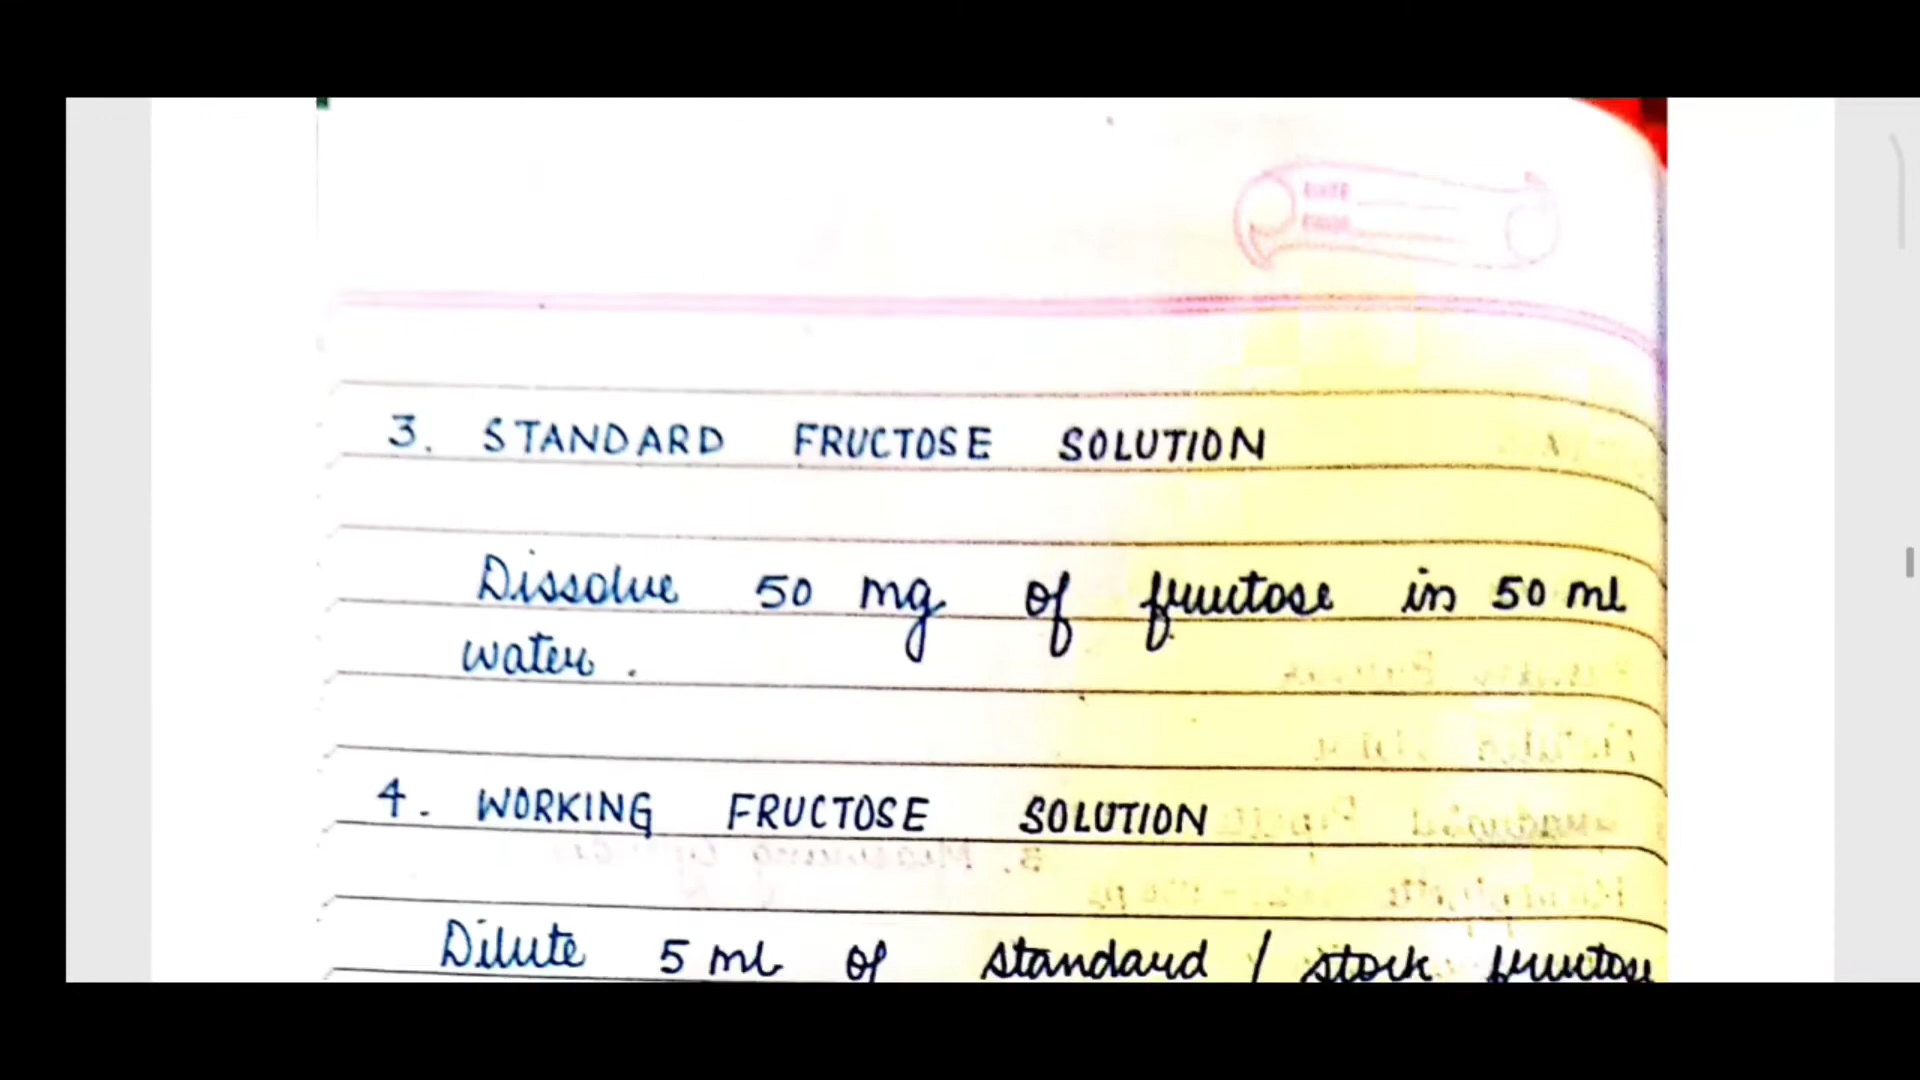 3. STANDARD FRUCTOSE SOLUTION
Dissolve 50 mg of fructose in 50 ml
water.
4. WORKING FRUCTOSE SOLUTION
Dilute 5 ml of standard / stock fructose